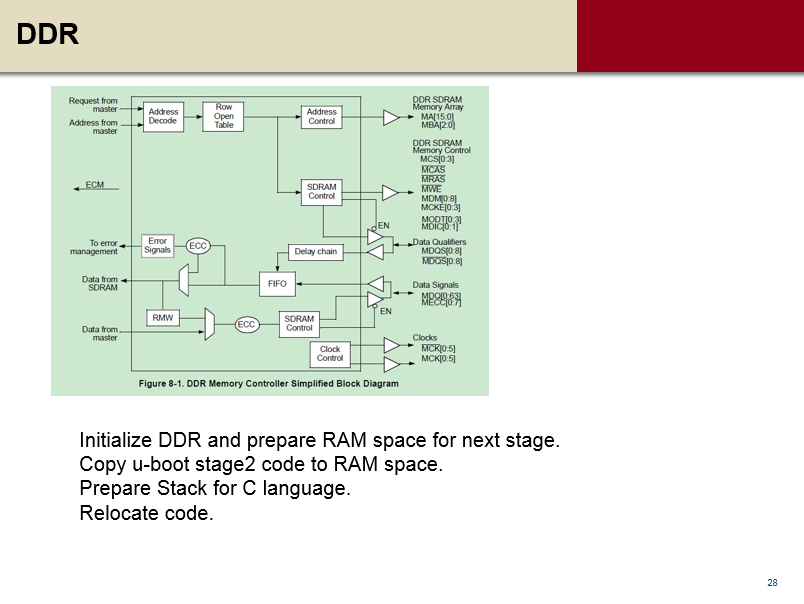 DDR
Request from
master
Address from
master
Address
Decode
Row
Open
Table
Address
Control
DDR SDRAM
Memory Array
MA[15:0]
MBA[2:0]
DDR SDRAM
Memory Control
MCS[0:3]
MCAS
MRAS
MWE
MDM[0:8]
MCKE[0:3]
MODT[0:3]
MDIC[0:1]
ECM
SDRAM
Control
EN
To error
management
Error
Signals
ECC
Delay chain
Data Qualifiers
MDQS[0:8]
MDQS[0:8]
Data from
SDRAM
FIFO
Data Signals
MDQ[0:63]
MECC[0:7]
RMW
ECC
SDRAM
Control
EN
Data from
master
Clock
Control
Clocks
MCK[0:5]
MCK[0:5]
Figure 8-1. DDR Memory Controller Simplified Block Diagram
Initialize DDR and prepare RAM space for next stage.
Copy u-boot stage2 code to RAM space.
Prepare Stack for C language.
Relocate code.
28